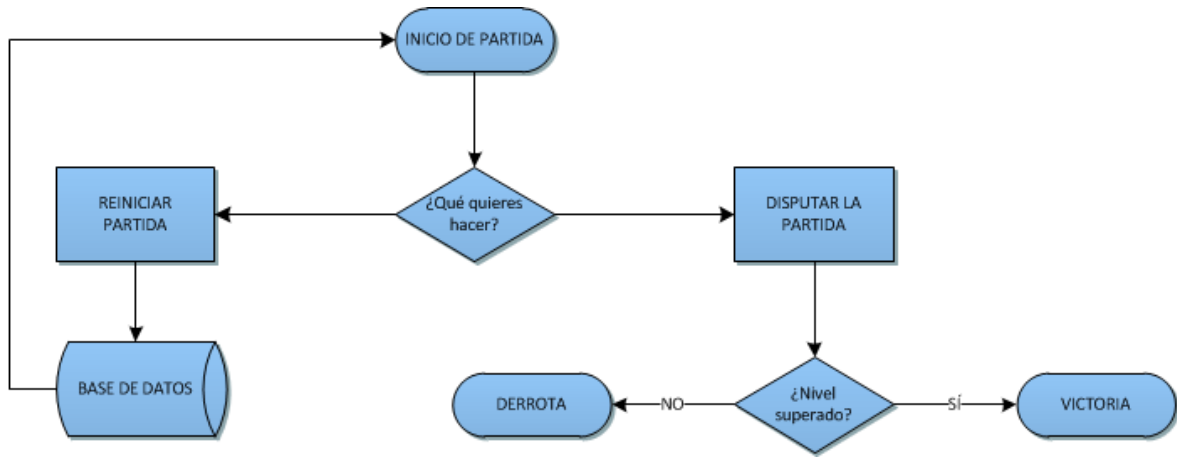 INICIO DE PARTIDA
REINICIAR
PARTIDA
¿Qué quieres
hacer?
DISPUTAR LA
PARTIDA
BASE DE DATOS
DERROTA
NO
¿Nivel
superado?
SÍ
VICTORIA